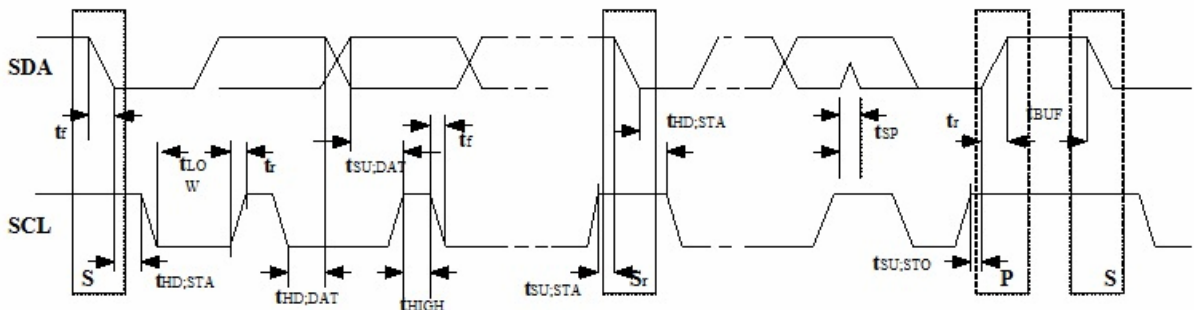 SDA
tf
tLO
W
tr
tSU;DAT
tf
tHD;STA
tSP
tr
tBUF
SCL
S
tHD;STA
tHD;DAT
tHIGH
tSU;STA
Sr
tSU;STO
P
S